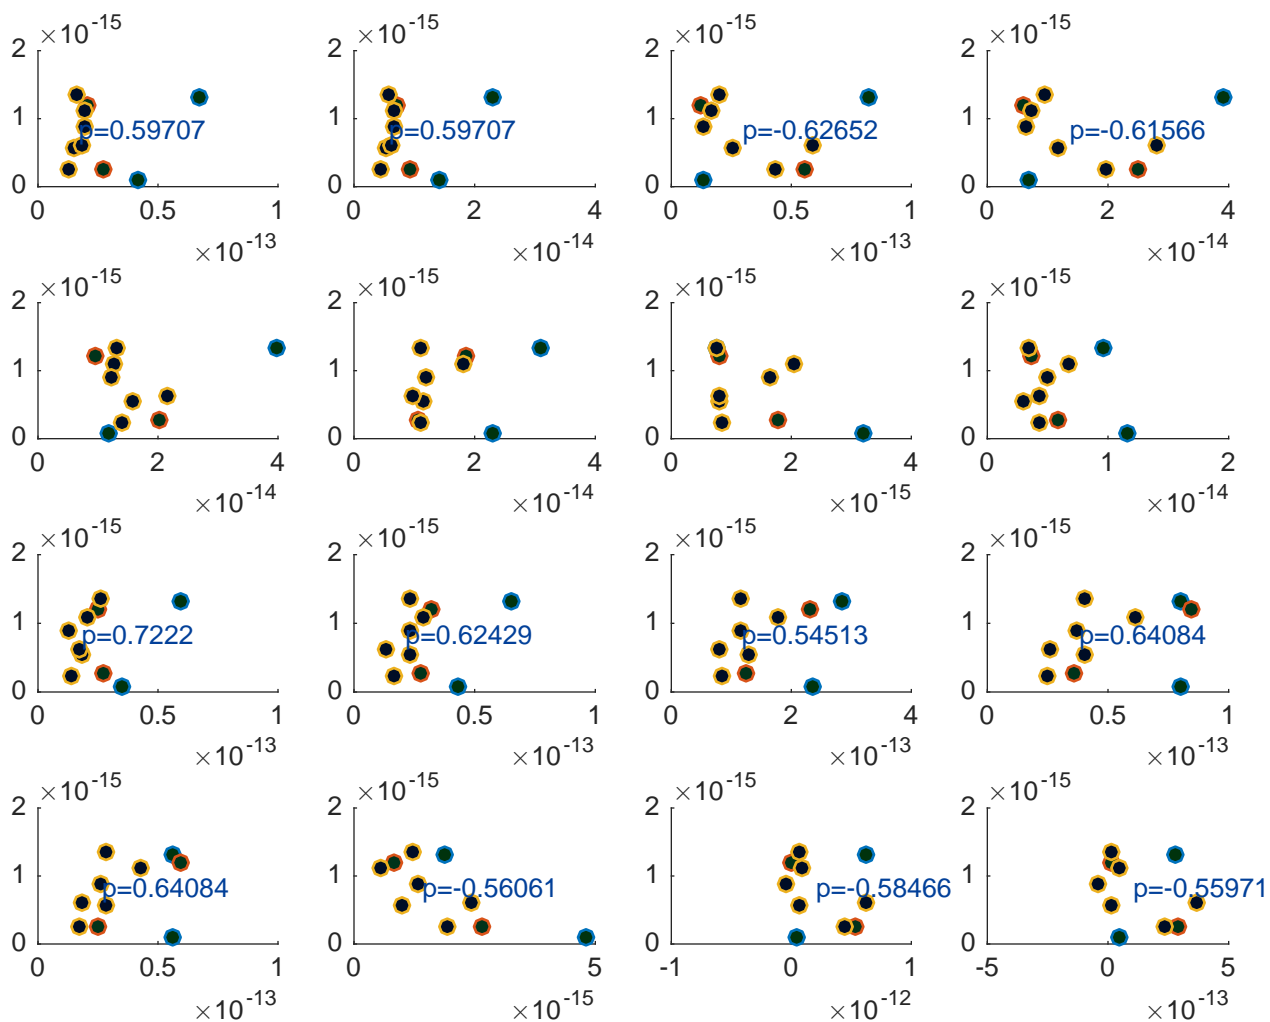 ×10^-15 ×10^-15 ×10^-15 ×10^-15
2 2 2 2
1 1 1 1
p=0.59707 p=0.59707 p=-0.62652 p=-0.61566
0 0 0 0
0 0.5 1 0 2 4 0 0.5 1 0 2 4
×10^-13 ×10^-14 ×10^-13 ×10^-14
×10^-15 ×10^-15 ×10^-15 ×10^-15
2 2 2 2
1 1 1 1
0 0 0 0
0 2 4 0 2 4 0 2 4 0 1 2
×10^-14 ×10^-14 ×10^-15 ×10^-14
×10^-15 ×10^-15 ×10^-15 ×10^-15
2 2 2 2
1 1 1 1
p=0.7222 p=0.62429 p=0.54513 p=0.64084
0 0 0 0
0 0.5 1 0 0.5 1 0 2 4 0 0.5 1
×10^-13 ×10^-13 ×10^-13 ×10^-13
×10^-15 ×10^-15 ×10^-15 ×10^-15
2 2 2 2
1 1 1 1
p=0.64084 p=-0.56061 p=-0.58466 p=-0.55971
0 0 0 0
0 0.5 1 0 5 -1 0 1 -5 0 5
×10^-13 ×10^-15 ×10^-12 ×10^-13